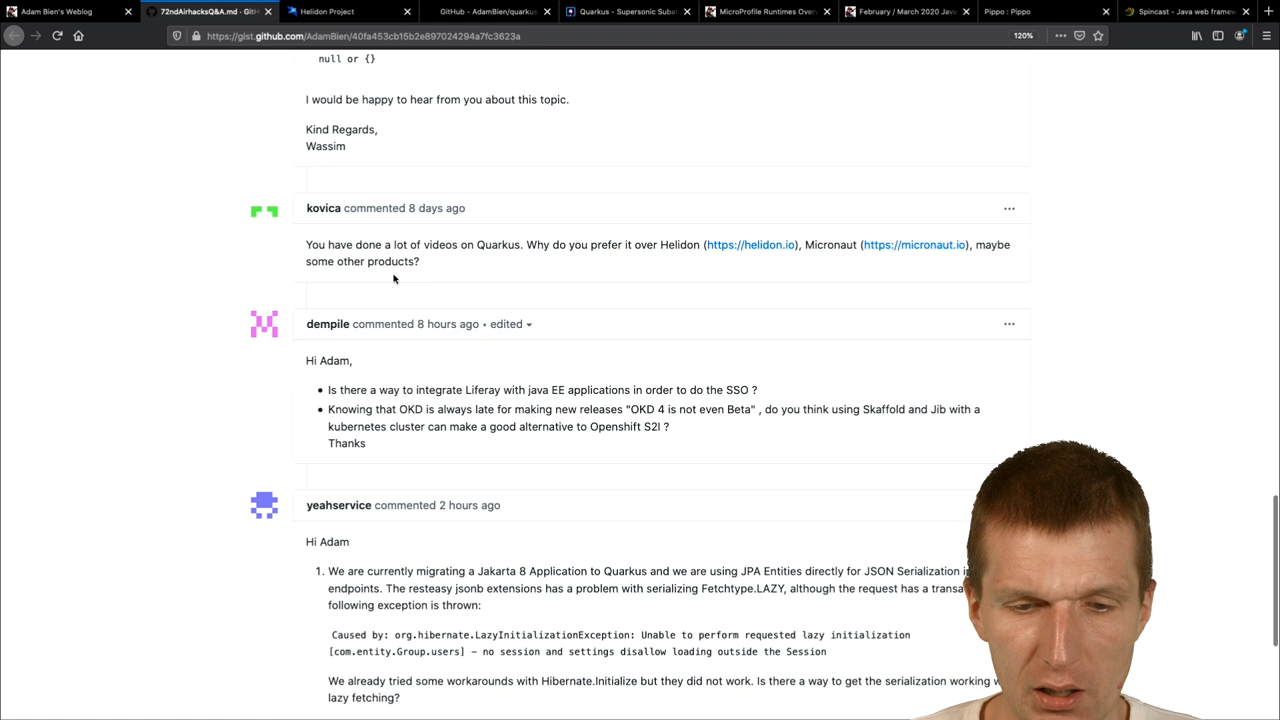 Adam Bien's Weblog
72ndAirhacksQ&A.md · GitH
Helidon Project
GitHub - AdamBien/quarkus
Quarkus - Supersonic Suba
MicroProfile Runtimes Over
February / March 2020 Java
Pippo : Pippo
Spincast - Java web framew
https://gist.github.com/AdamBien/40fa453cb15b2e897024294a7fc3623a
120%
null or {}
I would be happy to hear from you about this topic.
Kind Regards,
Wassim
kovica commented 8 days ago
You have done a lot of videos on Quarkus. Why do you prefer it over Helidon (https://helidon.io), Micronaut (https://micronaut.io), maybe
some other products?
dempile commented 8 hours ago • edited
Hi Adam,
• Is there a way to integrate Liferay with java EE applications in order to do the SSO ?
• Knowing that OKD is always late for making new releases "OKD 4 is not even Beta" , do you think using Skaffold and Jib with a
kubernetes cluster can make a good alternative to Openshift S2I ?
Thanks
yeahservice commented 2 hours ago
Hi Adam
1. We are currently migrating a Jakarta 8 Application to Quarkus and we are using JPA Entities directly for JSON Serialization
endpoints. The resteasy jsonb extensions has a problem with serializing Fetchtype.LAZY, although the request has a transa
following exception is thrown:
Caused by: org.hibernate.LazyInitializationException: Unable to perform requested lazy initialization
[com.entity.Group.users] – no session and settings disallow loading outside the Session
We already tried some workarounds with Hibernate.Initialize but they did not work. Is there a way to get the serialization working
lazy fetching?